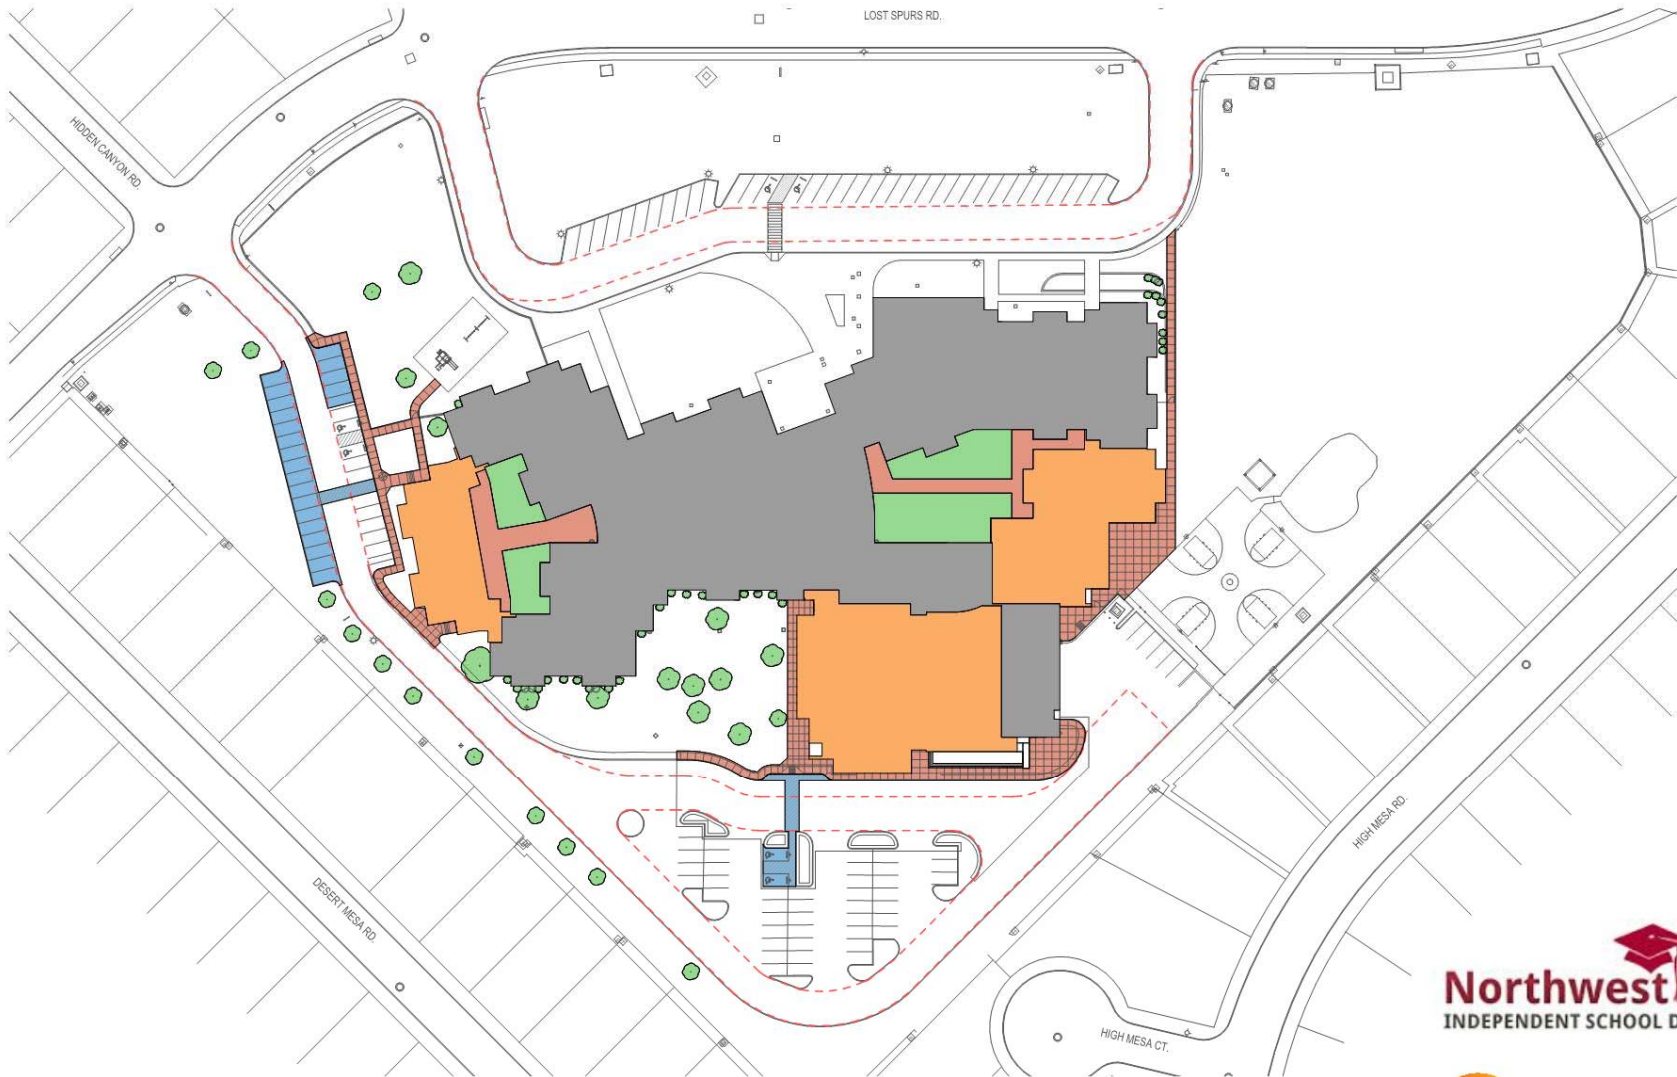 LOST SPURS RD.
HIDDEN CANYON RD.
HIGH MESA RD.
DESERT MESA RD.
Northwest
INDEPENDENT SCHOOL D
HIGH MESA CT.